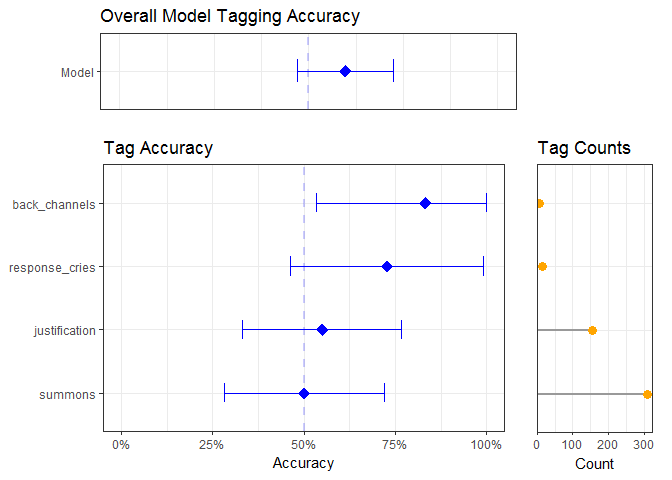 Overall Model Tagging Accuracy
Model
Tag Accuracy
Tag Counts
back_channels
response_cries
justification
summons
0% 25% 50% 75% 100%
0 100 200 300
Accuracy
Count